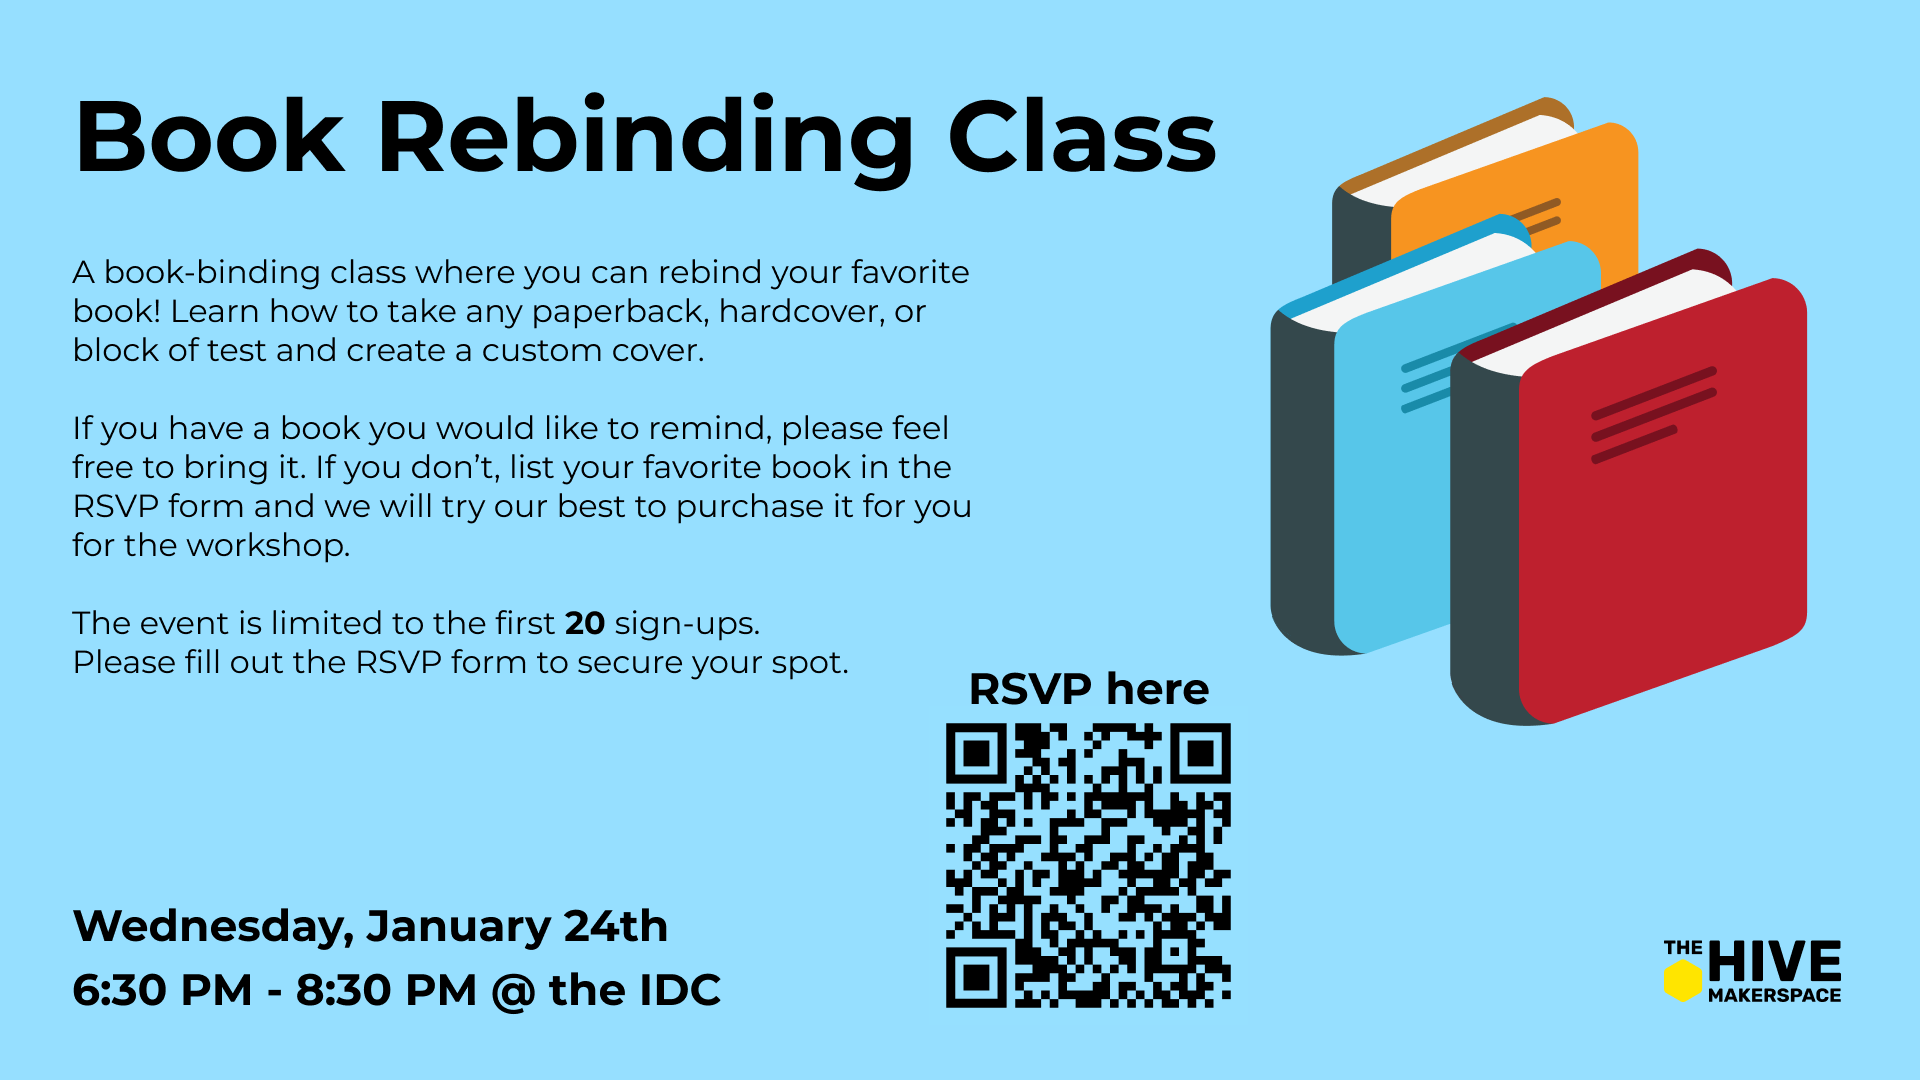 Book Rebinding Class
A book-binding class where you can rebind your favorite
book! Learn how to take any paperback, hardcover, or
block of test and create a custom cover.
If you have a book you would like to remind, please feel
free to bring it. If you don’t, list your favorite book in the
RSVP form and we will try our best to purchase it for you
for the workshop.
The event is limited to the first 20 sign-ups.
Please fill out the RSVP form to secure your spot.
RSVP here
Wednesday, January 24th
6:30 PM - 8:30 PM @ the IDC
THE HIVE
MAKERSPACE